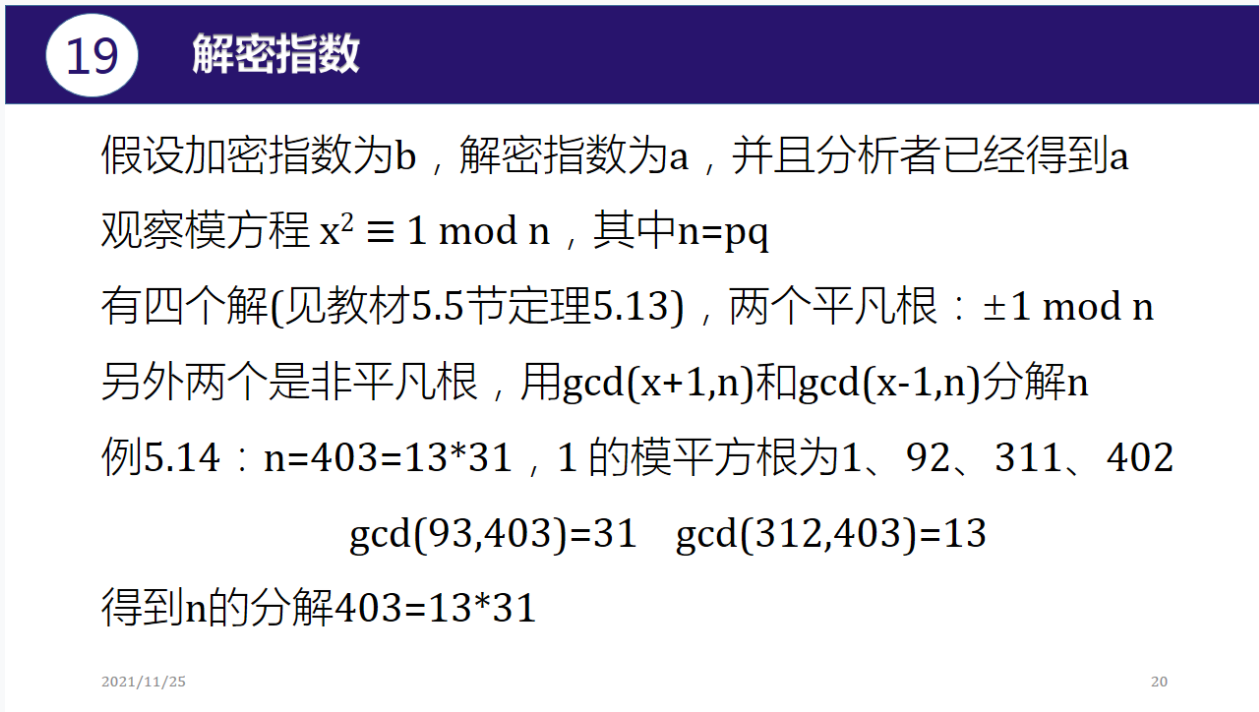 19 解密指数
假设加密指数为b，解密指数为a，并且分析者已经得到a
观察模方程 x² ≡ 1 mod n，其中n=pq
有四个解(见教材5.5节定理5.13)，两个平凡根：±1 mod n
另外两个是非平凡根，用gcd(x+1,n)和gcd(x-1,n)分解n
例5.14：n=403=13*31，1 的模平方根为1、92、311、402
gcd(93,403)=31 gcd(312,403)=13
得到n的分解403=13*31
2021/11/25 20